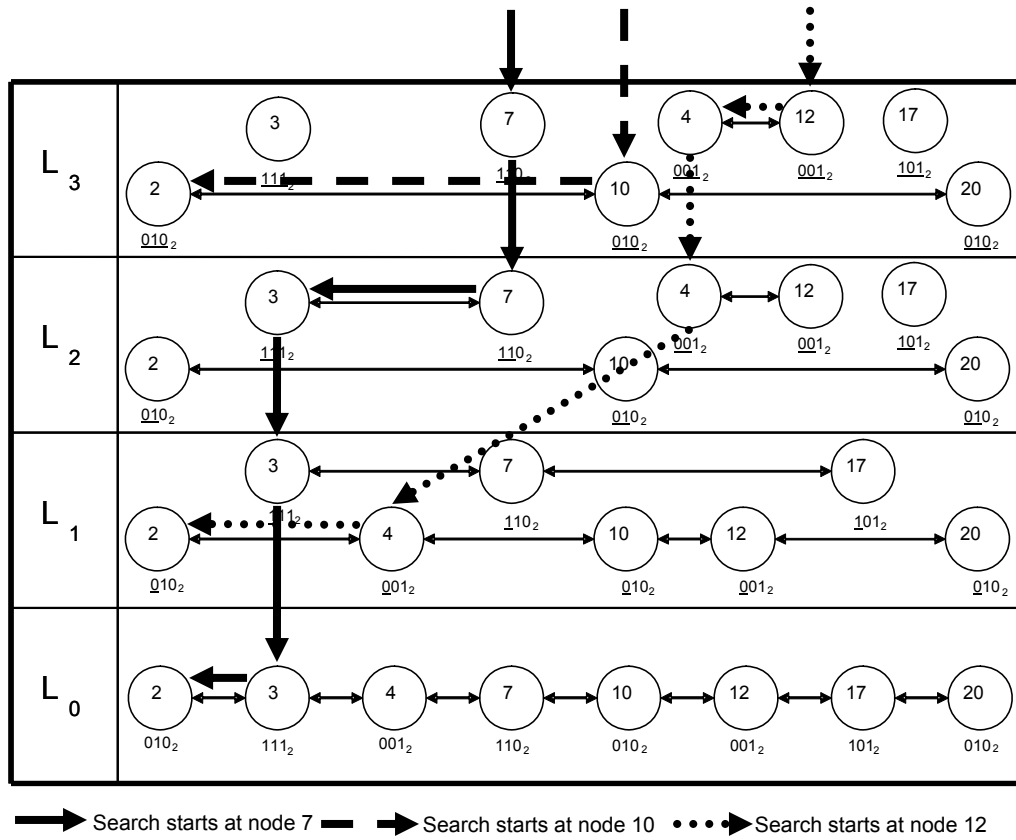 3 7 4 12 17
L 3
111₂ 110₂ 001₂ 001₂ 101₂
2 10 20
010₂ 010₂ 010₂
3 7 4 12 17
L 2
111₂ 110₂ 001₂ 001₂ 101₂
2 10 20
010₂ 010₂ 010₂
3 7 17
L 1
111₂ 110₂ 101₂
2 4 10 12 20
010₂ 001₂ 010₂ 001₂ 010₂
L 0
2 3 4 7 10 12 17 20
010₂ 111₂ 001₂ 110₂ 010₂ 001₂ 101₂ 010₂
Search starts at node 7 Search starts at node 10 Search starts at node 12